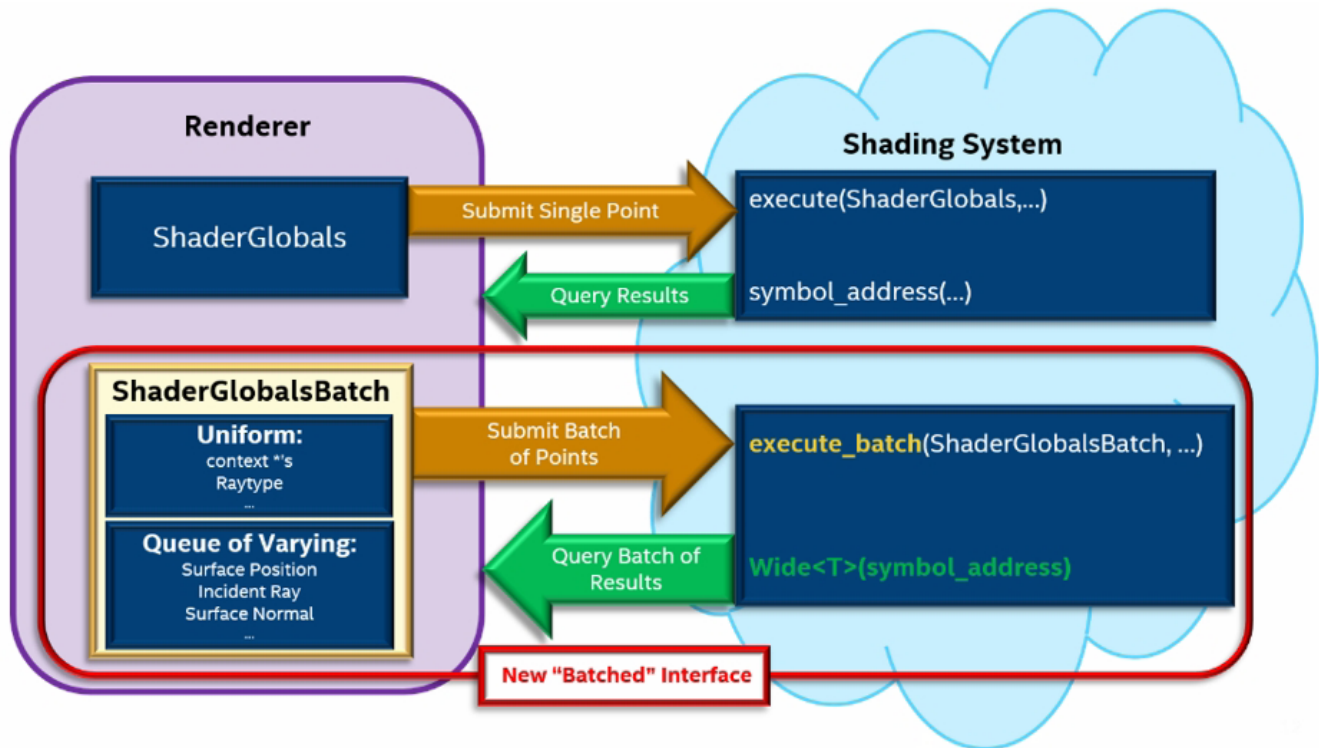 Renderer
Shading System
ShaderGlobals
Submit Single Point
execute(ShaderGlobals,...)
Query Results
symbol_address(...)
ShaderGlobalsBatch
Uniform:
context *'s
Raytype
...
Queue of Varying:
Surface Position
Incident Ray
Surface Normal
...
Submit Batch
of Points
execute_batch(ShaderGlobalsBatch, ...)
Query Batch of
Results
Wide<T>(symbol_address)
New “Batched” Interface